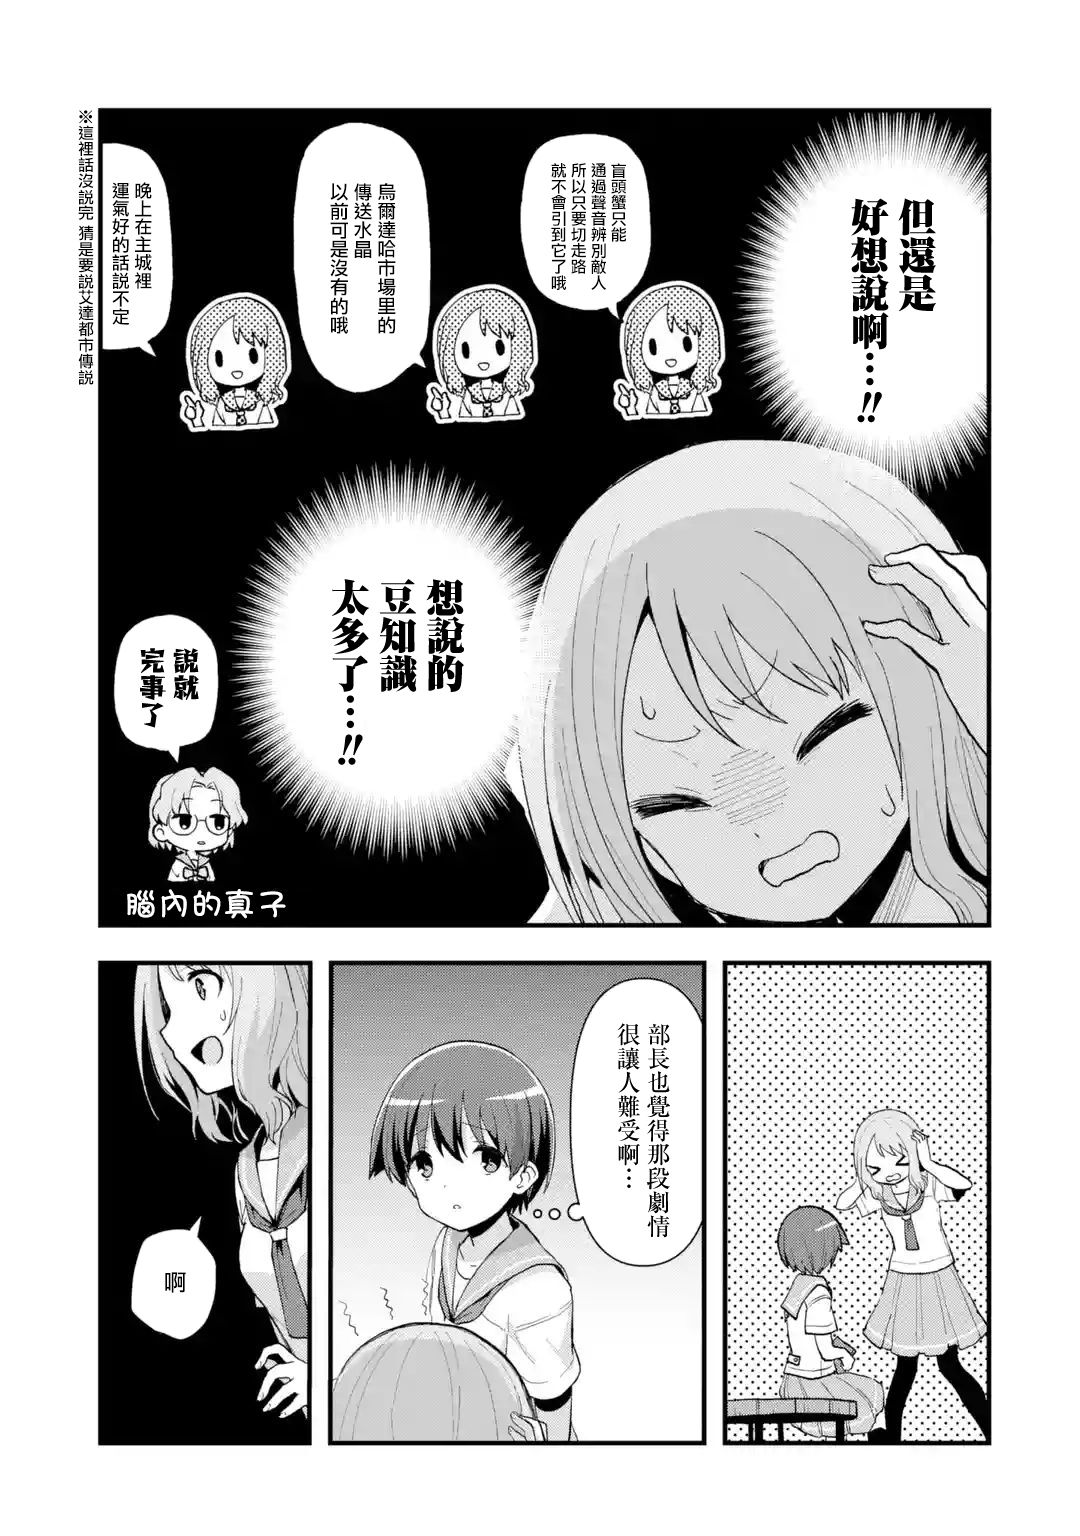 但還是
好想說啊…!!
盲頭蟹只能
通過聲音辨別敵人
所以只要切走路
就不會引到它了哦
烏爾達哈市場里的
傳送水晶
以前可是沒有的哦
晚上在主城裡
運氣好的話説不定
※這裡話沒説完 猜是要説艾達都市傳説
想說的
豆知識
太多了…!!
說就
完事了
腦內的真子
部長也覺得那段劇情
很讓人難受啊…
啊